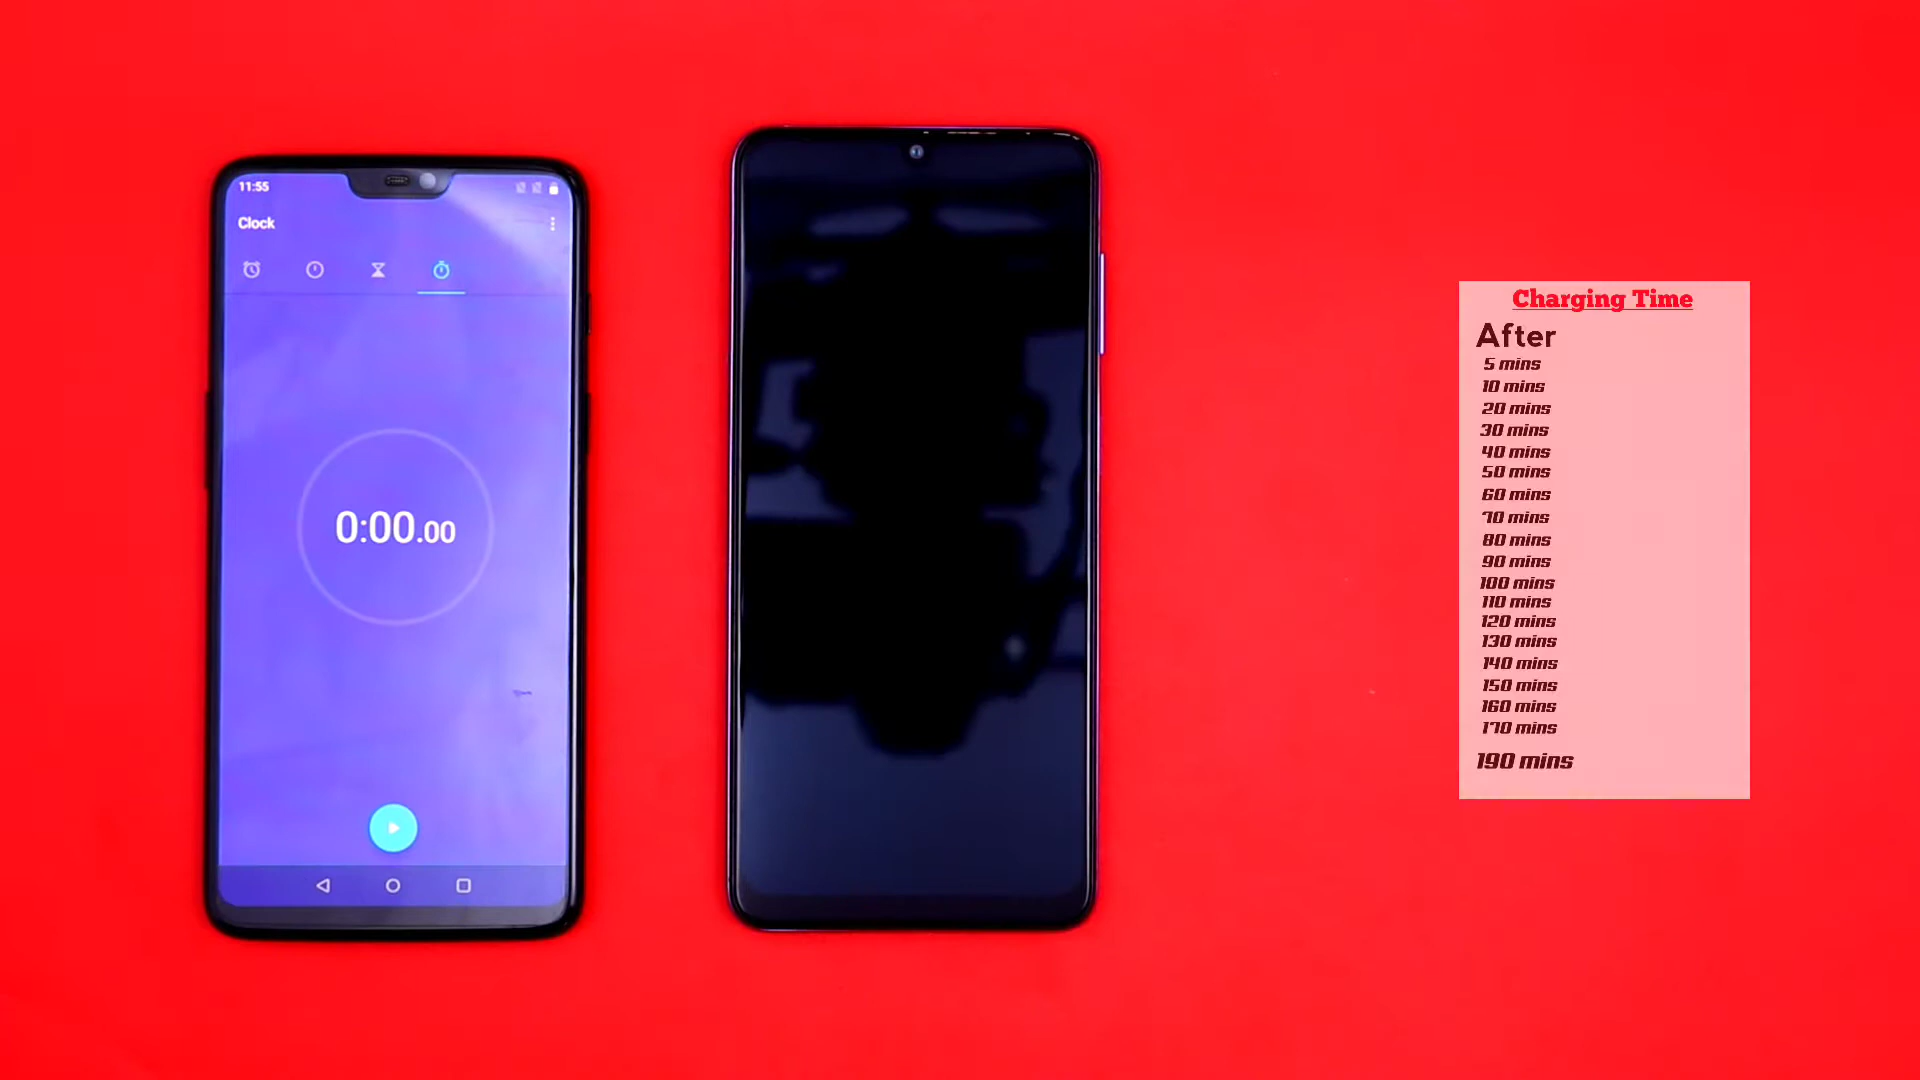 11:55
Clock
0:00.00
Charging Time
After
5 mins
10 mins
20 mins
30 mins
40 mins
50 mins
60 mins
70 mins
80 mins
90 mins
100 mins
110 mins
120 mins
130 mins
140 mins
150 mins
160 mins
170 mins
190 mins